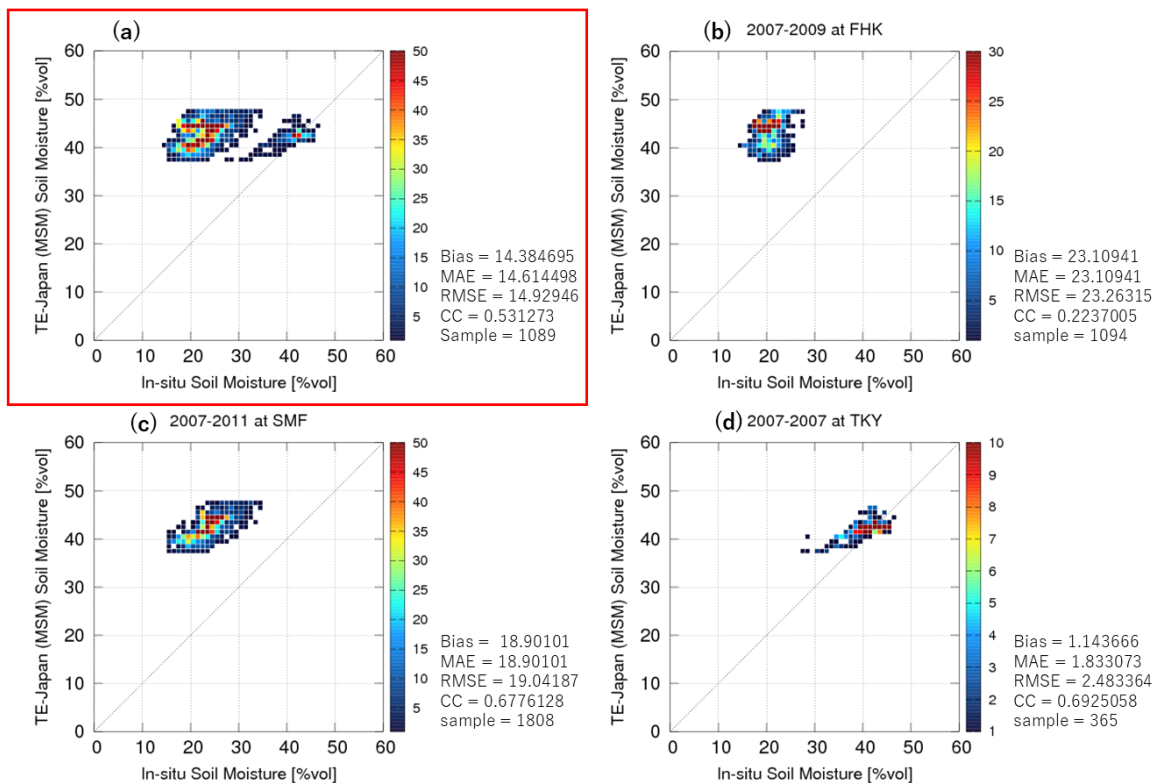 (a)
60
50
40
30
20
10
0
0 10 20 30 40 50 60
TE-Japan (MSM) Soil Moisture [%vol]
In-situ Soil Moisture [%vol]
50
45
40
35
30
25
20
15
10
5
Bias = 14.384695
MAE = 14.614498
RMSE = 14.92946
CC = 0.531273
Sample = 1089
(b) 2007-2009 at FHK
60
50
40
30
20
10
0
0 10 20 30 40 50 60
TE-Japan (MSM) Soil Moisture [%vol]
In-situ Soil Moisture [%vol]
30
25
20
15
10
5
Bias = 23.10941
MAE = 23.10941
RMSE = 23.26315
CC = 0.2237005
sample = 1094
(c) 2007-2011 at SMF
60
50
40
30
20
10
0
0 10 20 30 40 50 60
TE-Japan (MSM) Soil Moisture [%vol]
In-situ Soil Moisture [%vol]
50
45
40
35
30
25
20
15
10
5
Bias = 18.90101
MAE = 18.90101
RMSE = 19.04187
CC = 0.6776128
sample = 1808
(d) 2007-2007 at TKY
60
50
40
30
20
10
0
0 10 20 30 40 50 60
TE-Japan (MSM) Soil Moisture [%vol]
In-situ Soil Moisture [%vol]
10
9
8
7
6
5
4
3
2
1
Bias = 1.143666
MAE = 1.833073
RMSE = 2.483364
CC = 0.6925058
sample = 365